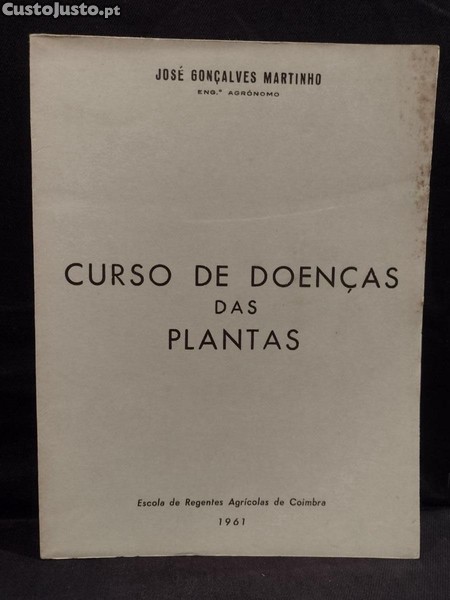 CustoJusto.pt
JOSÉ GONÇALVES MARTINHO
ENG.º AGRÓNOMO
CURSO DE DOENÇAS
DAS
PLANTAS
Escola de Regentes Agrícolas de Coimbra
1961